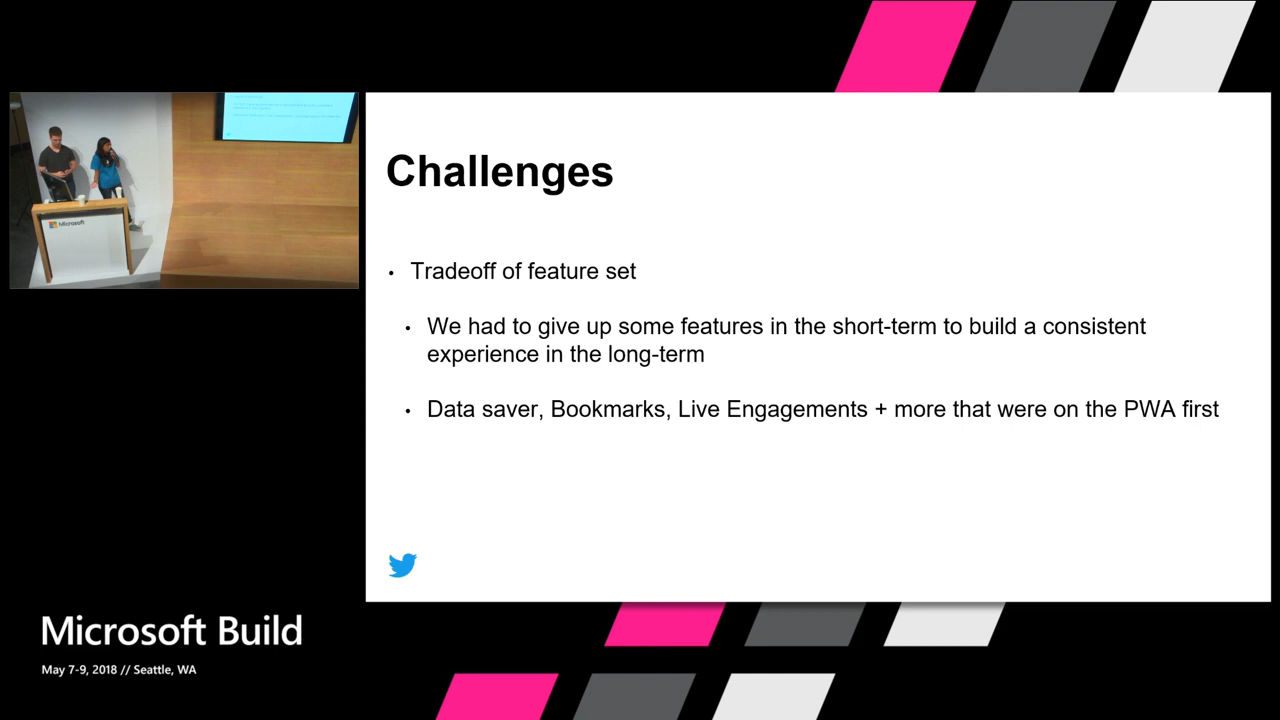 Challenges
• Tradeoff of feature set
• We had to give up some features in the short-term to build a consistent
experience in the long-term
• Data saver, Bookmarks, Live Engagements + more that were on the PWA first
Microsoft
Microsoft Build
May 7-9, 2018 // Seattle, WA